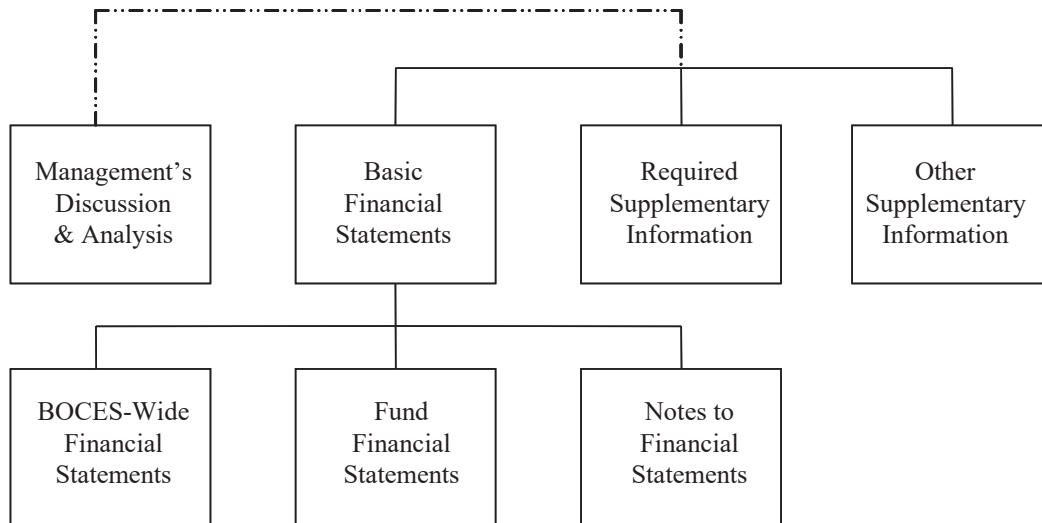 Management’s
Discussion
& Analysis
Basic
Financial
Statements
Required
Supplementary
Information
Other
Supplementary
Information
BOCES-Wide
Financial
Statements
Fund
Financial
Statements
Notes to
Financial
Statements